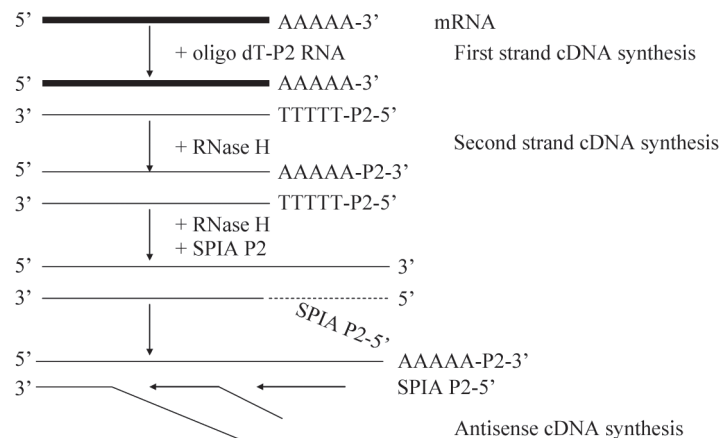 5’ AAAAA-3’ mRNA
+ oligo dT-P2 RNA First strand cDNA synthesis
5’ AAAAA-3’
3’ TTTTT-P2-5’
+ RNase H Second strand cDNA synthesis
5’ AAAAA-P2-3’
3’ TTTTT-P2-5’
+ RNase H
+ SPIA P2
5’ 3’
3’ 5’
SPIA P2-5’
5’ AAAAA-P2-3’
3’ SPIA P2-5’
Antisense cDNA synthesis